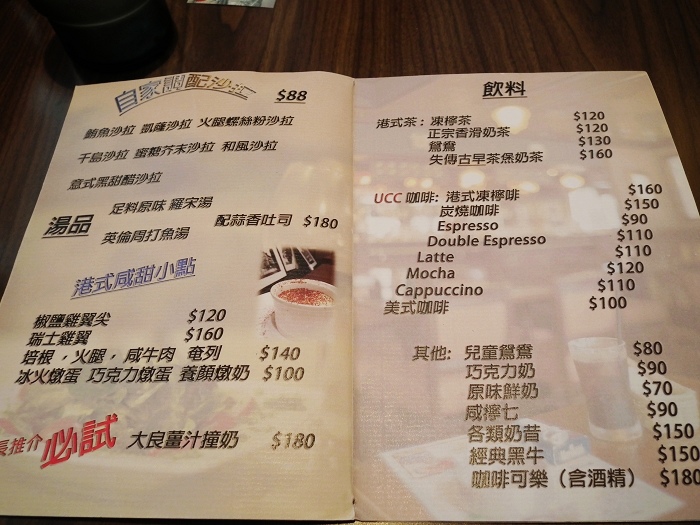 自家調配沙拉 $88
鮪魚沙拉 凱薩沙拉 火腿螺絲粉沙拉
千島沙拉 蜜糖芥末沙拉 和風沙拉
意式黑甜醋沙拉
湯品
足料原味 羅宋湯
英倫周打魚湯
配蒜香吐司 $180
港式咸甜小點
椒鹽雞翼尖 $120
瑞士雞翼 $160
培根，火腿，咸牛肉 奄列 $140
冰火燉蛋 巧克力燉蛋 養顏燉奶 $100
長推介 必試 大良薑汁撞奶 $180
飲料
港式茶: 凍檸茶 $120
正宗香滑奶茶 $120
鴛鴦 $130
失傳古早茶煲奶茶 $160
UCC 咖啡: 港式凍檸啡 $160
炭燒咖啡 $150
Espresso $90
Double Espresso $110
Latte $110
Mocha $120
Cappuccino $110
美式咖啡 $100
其他: 兒童鴛鴦 $80
巧克力奶 $90
原味鮮奶 $70
咸檸七 $90
各類奶昔 $150
經典黑牛 $150
咖啡可樂（含酒精） $180